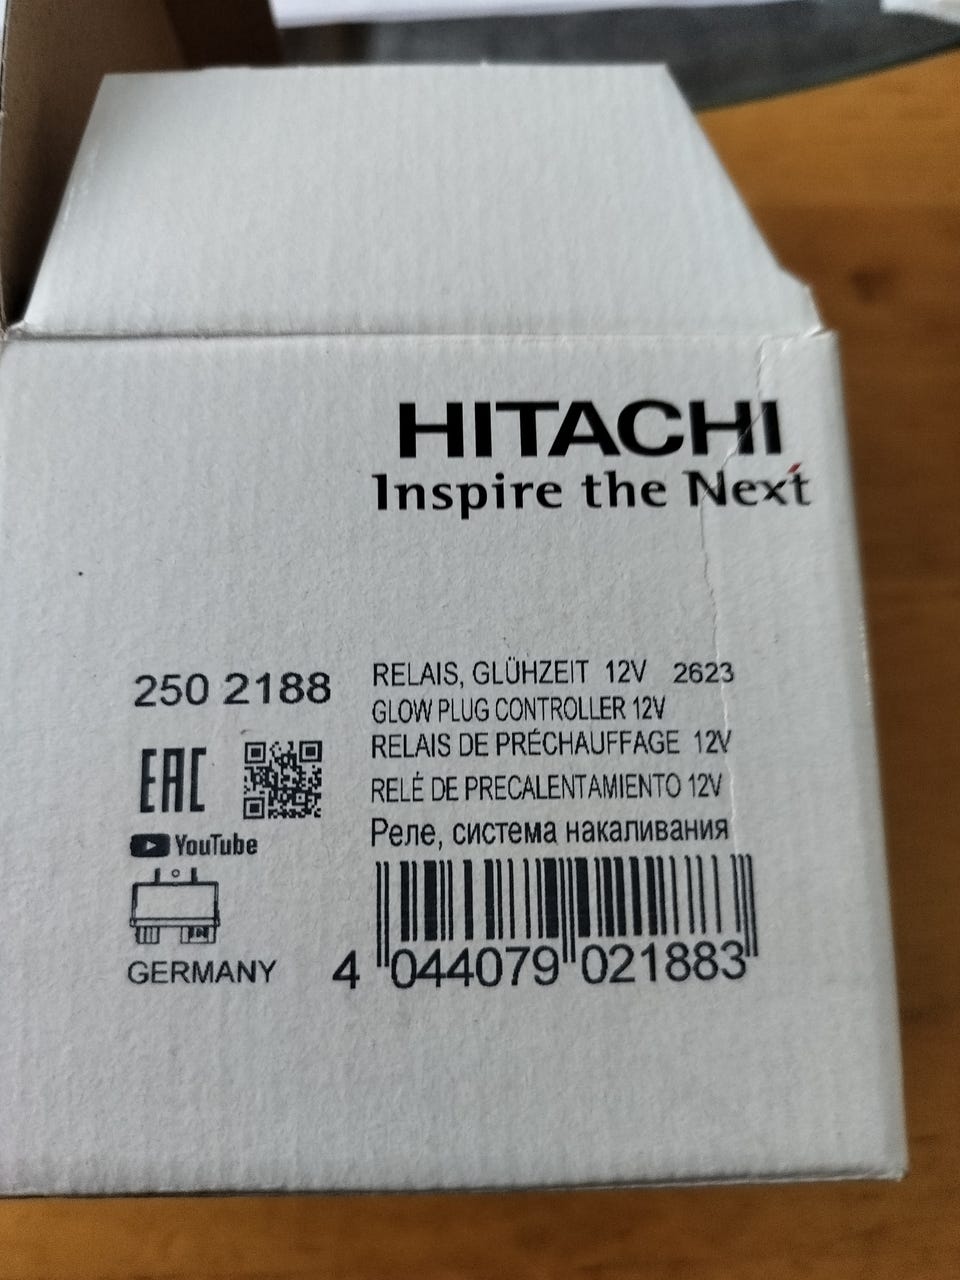 HITACHI
Inspire the Next
250 2188
RELAIS, GLÜHZEIT 12V 2623
GLOW PLUG CONTROLLER 12V
RELAIS DE PRÉCHAUFFAGE 12V
RELÉ DE PRECALENTAMIENTO 12V
Реле, система накаливания
EAC
YouTube
GERMANY
4 044079 021883